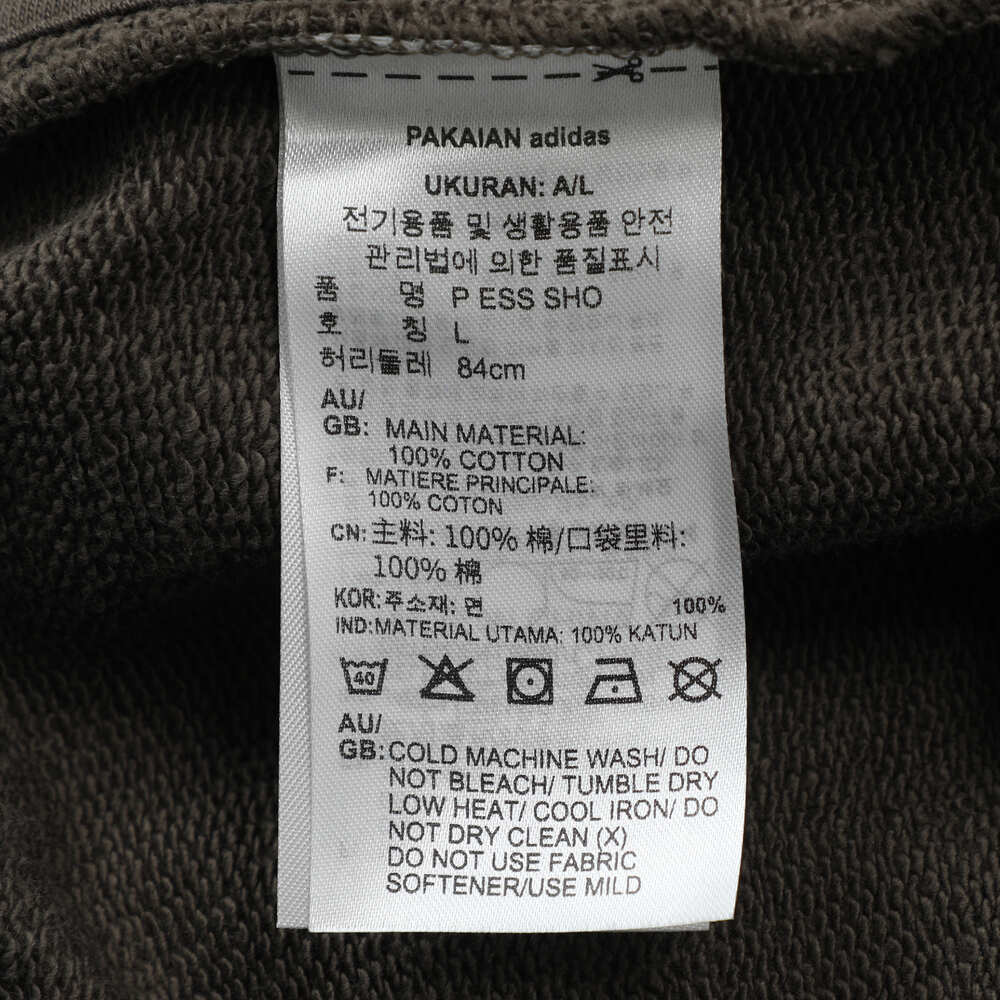 PAKAIAN adidas
UKURAN: A/L
전기용품 및 생활용품 안전
관리법에 의한 품질표시
품 명 P ESS SHO
호 칭 L
허리둘레 84cm
AU/
GB: MAIN MATERIAL:
100% COTTON
F: MATIERE PRINCIPALE:
100% COTON
CN: 主料: 100% 棉/口袋里料:
100% 棉
KOR: 주소재: 면 100%
IND: MATERIAL UTAMA: 100% KATUN
40
AU/
GB: COLD MACHINE WASH/ DO
NOT BLEACH/ TUMBLE DRY
LOW HEAT/ COOL IRON/ DO
NOT DRY CLEAN (X)
DO NOT USE FABRIC
SOFTENER/USE MILD